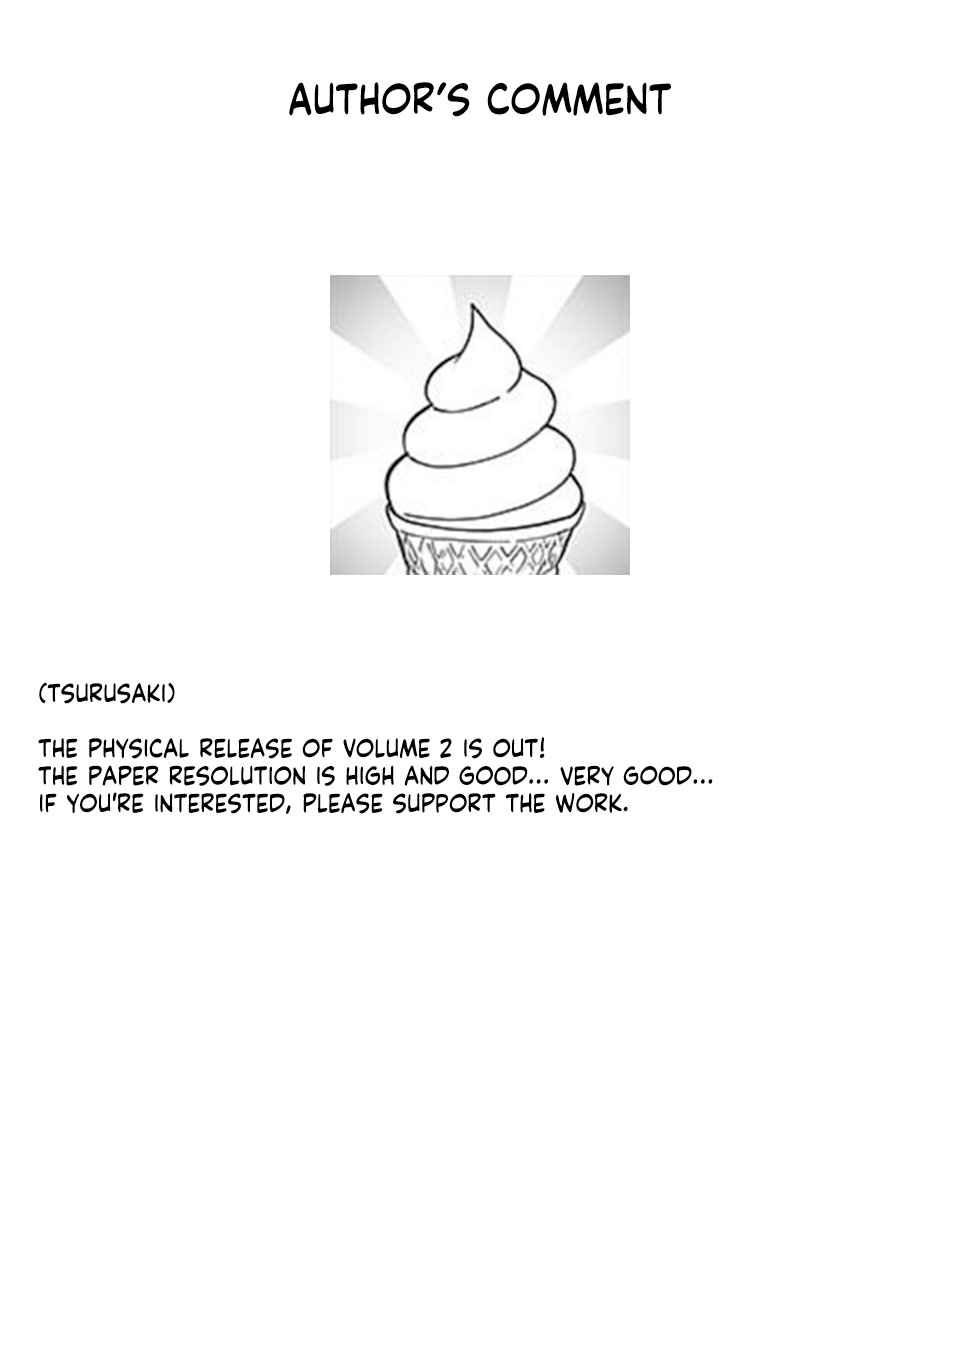 AUTHOR'S COMMENT
(TSURUSAKI)
THE PHYSICAL RELEASE OF VOLUME 2 IS OUT!
THE PAPER RESOLUTION IS HIGH AND GOOD... VERY GOOD...
IF YOU'RE INTERESTED, PLEASE SUPPORT THE WORK.